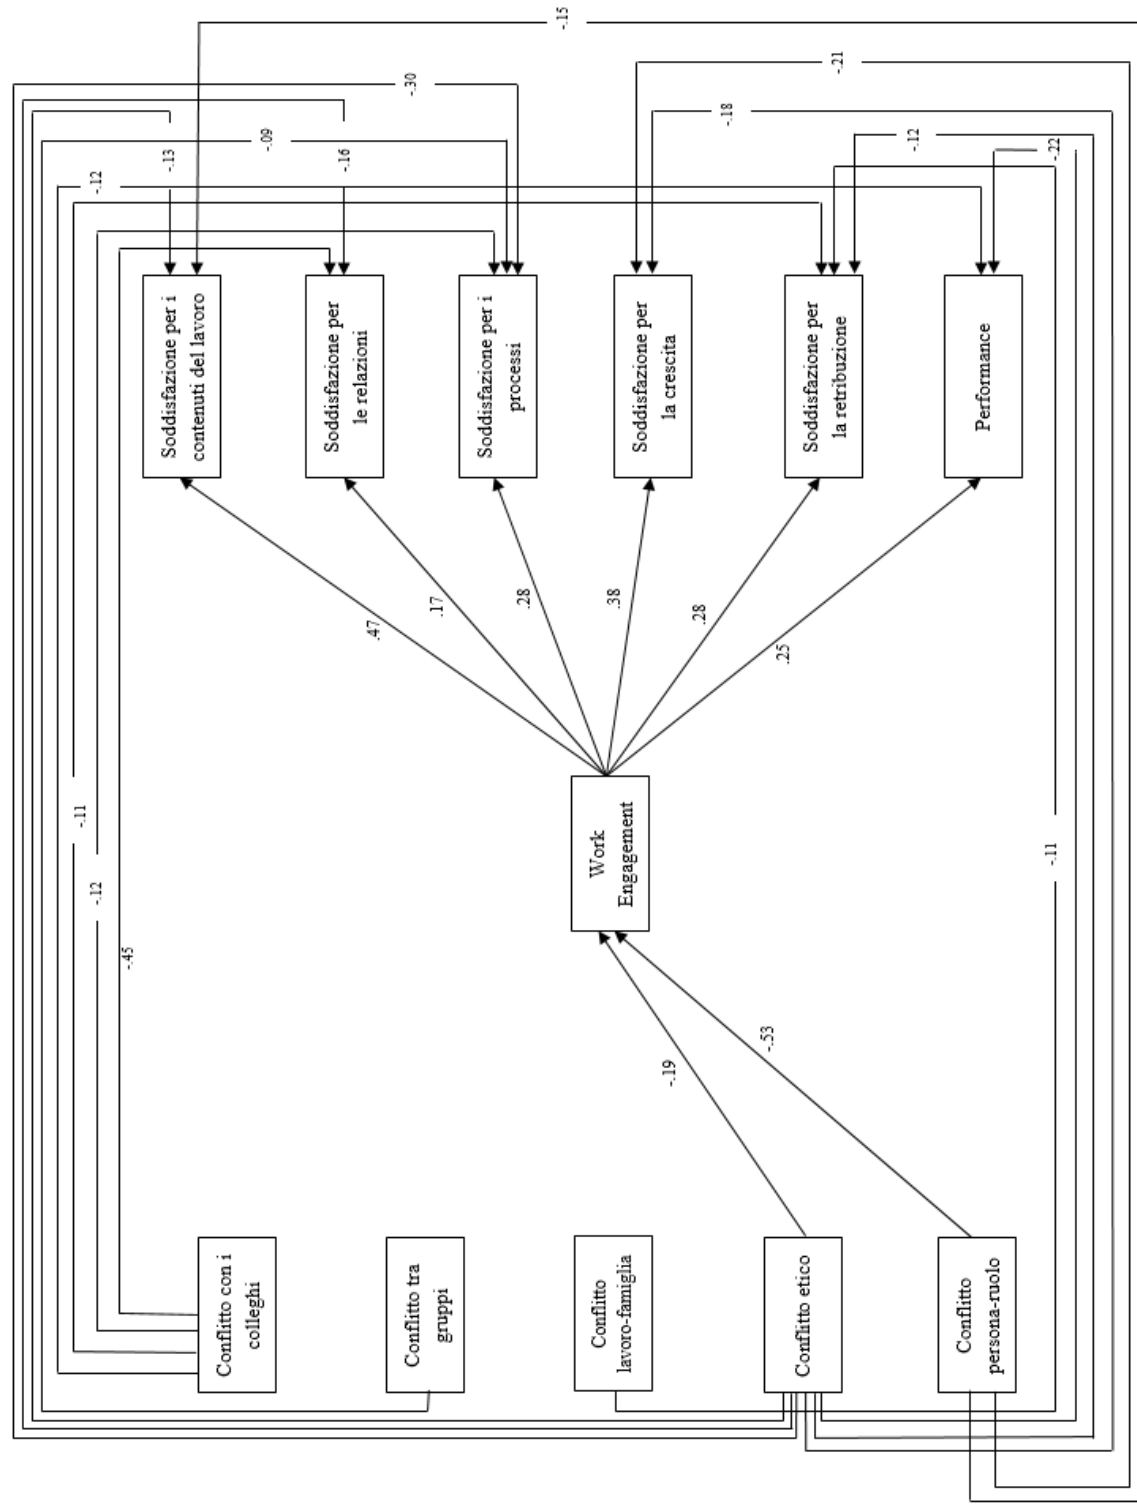 Conflitto con i
colleghi
Conflitto tra
gruppi
Conflitto
lavoro-famiglia
Conflitto etico
Conflitto
persona-ruolo
-.19
-.53
Work
Engagement
.47
.17
.28
.38
.28
.25
Soddisfazione per i
contenuti del lavoro
Soddisfazione per
le relazioni
Soddisfazione per i
processi
Soddisfazione per
la crescita
Soddisfazione per
la retribuzione
Performance
-.45
-.12
-.11
-.12
-.13
-.09
-.16
-.30
-.15
-.18
-.21
-.12
-.22
-.11